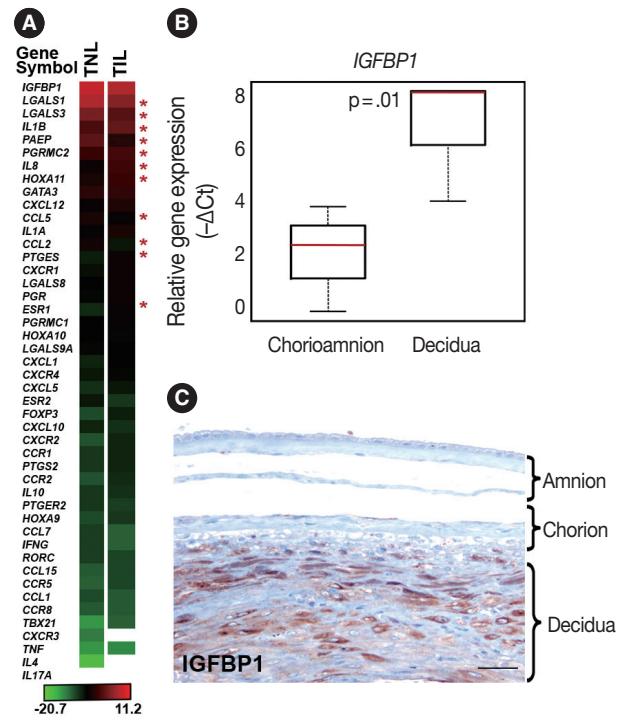 A
Gene
Symbol
TNL
TIL
IGFBP1
LGALS1 *
LGALS3 *
IL1B *
PAEP *
PGRMC2 *
IL8 *
HOXA11 *
GATA3
CXCL12
CCL5 *
IL1A
CCL2 *
PTGES *
CXCR1
LGALS8
PGR
ESR1 *
PGRMC1
HOXA10
LGALS9A
CXCL1
CXCR4
CXCL5
ESR2
FOXP3
CXCL10
CXCR2
CCR1
PTGS2
CCR2
IL10
PTGER2
HOXA9
CCL7
IFNG
RORC
CCL15
CCR5
CCL1
CCR8
TBX21
CXCR3
TNF
IL4
IL17A
-20.7 11.2
B
IGFBP1
Relative gene expression
(–ΔCt)
8
6
4
2
0
p=.01
Chorioamnion Decidua
C
Amnion
Chorion
Decidua
IGFBP1